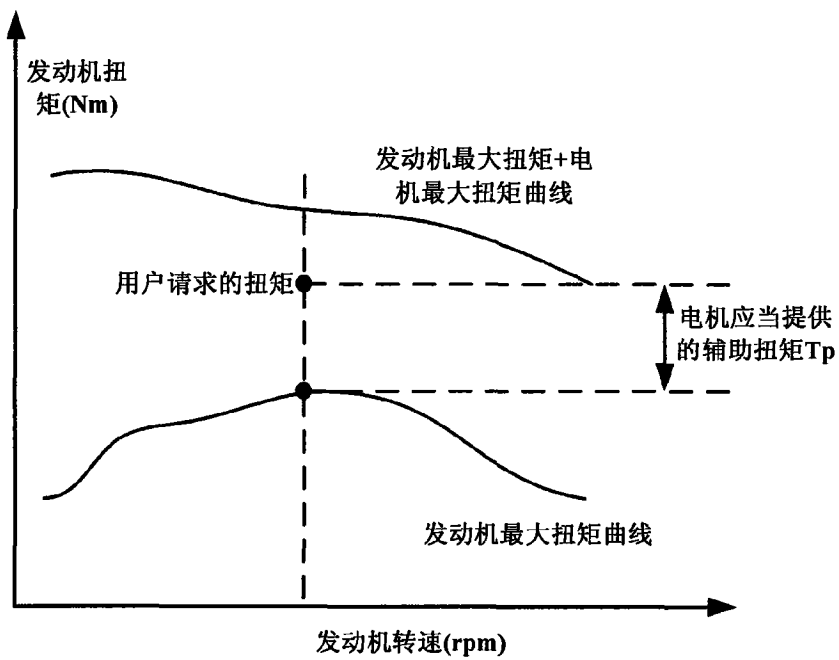 发动机扭
矩(Nm)
发动机最大扭矩+电
机最大扭矩曲线
用户请求的扭矩
电机应当提供
的辅助扭矩Tp
发动机最大扭矩曲线
发动机转速(rpm)